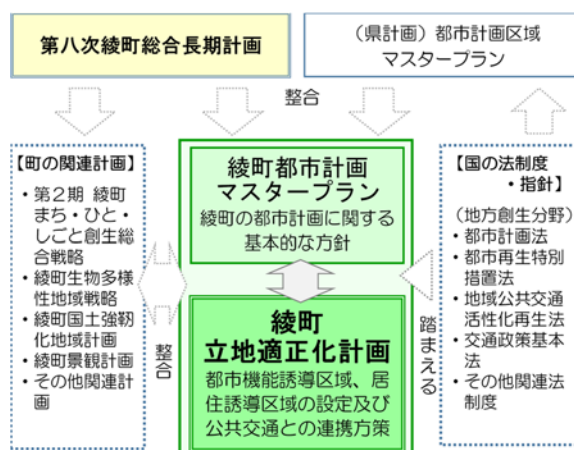 第八次綾町総合長期計画
（県計画）都市計画区域
マスタープラン
整合
【町の関連計画】
・第２期 綾町
まち・ひと・
しごと創生総
合戦略
・綾町生物多様
性地域戦略
・綾町国土強靭
化地域計画
・綾町景観計画
・その他関連計
画
整合
綾町都市計画
マスタープラン
綾町の都市計画に関する
基本的な方針
綾町
立地適正化計画
都市機能誘導区域、居
住誘導区域の設定及び
公共交通との連携方策
踏まえる
【国の法制度
・指針】
（地方創生分野）
・都市計画法
・都市再生特別
措置法
・地域公共交通
活性化再生法
・交通政策基本
法
・その他関連法
制度